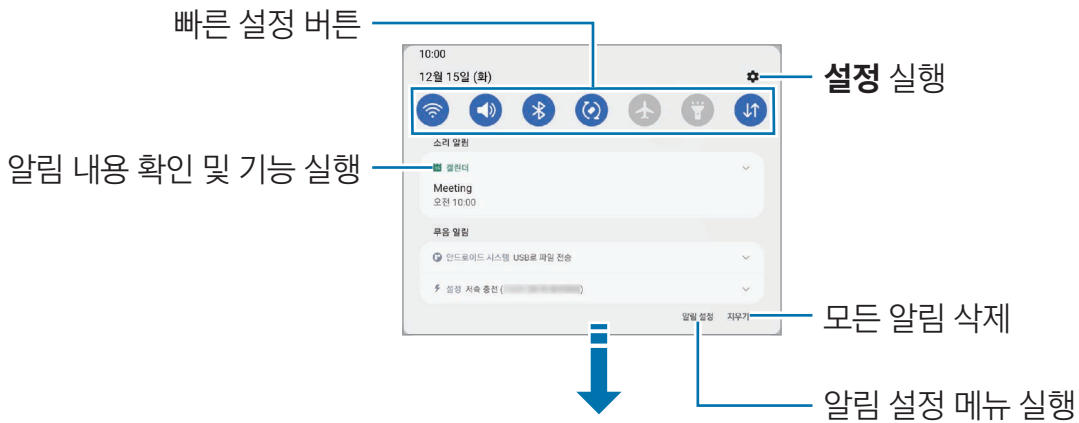 빠른 설정 버튼
10:00
12월 15일 (화)
설정 실행
소리 알림
알림 내용 확인 및 기능 실행
캘린더
Meeting
오전 10:00
무음 알림
안드로이드 시스템 USB로 파일 전송
설정 저속 충전 ( )
알림 설정 지우기
모든 알림 삭제
알림 설정 메뉴 실행